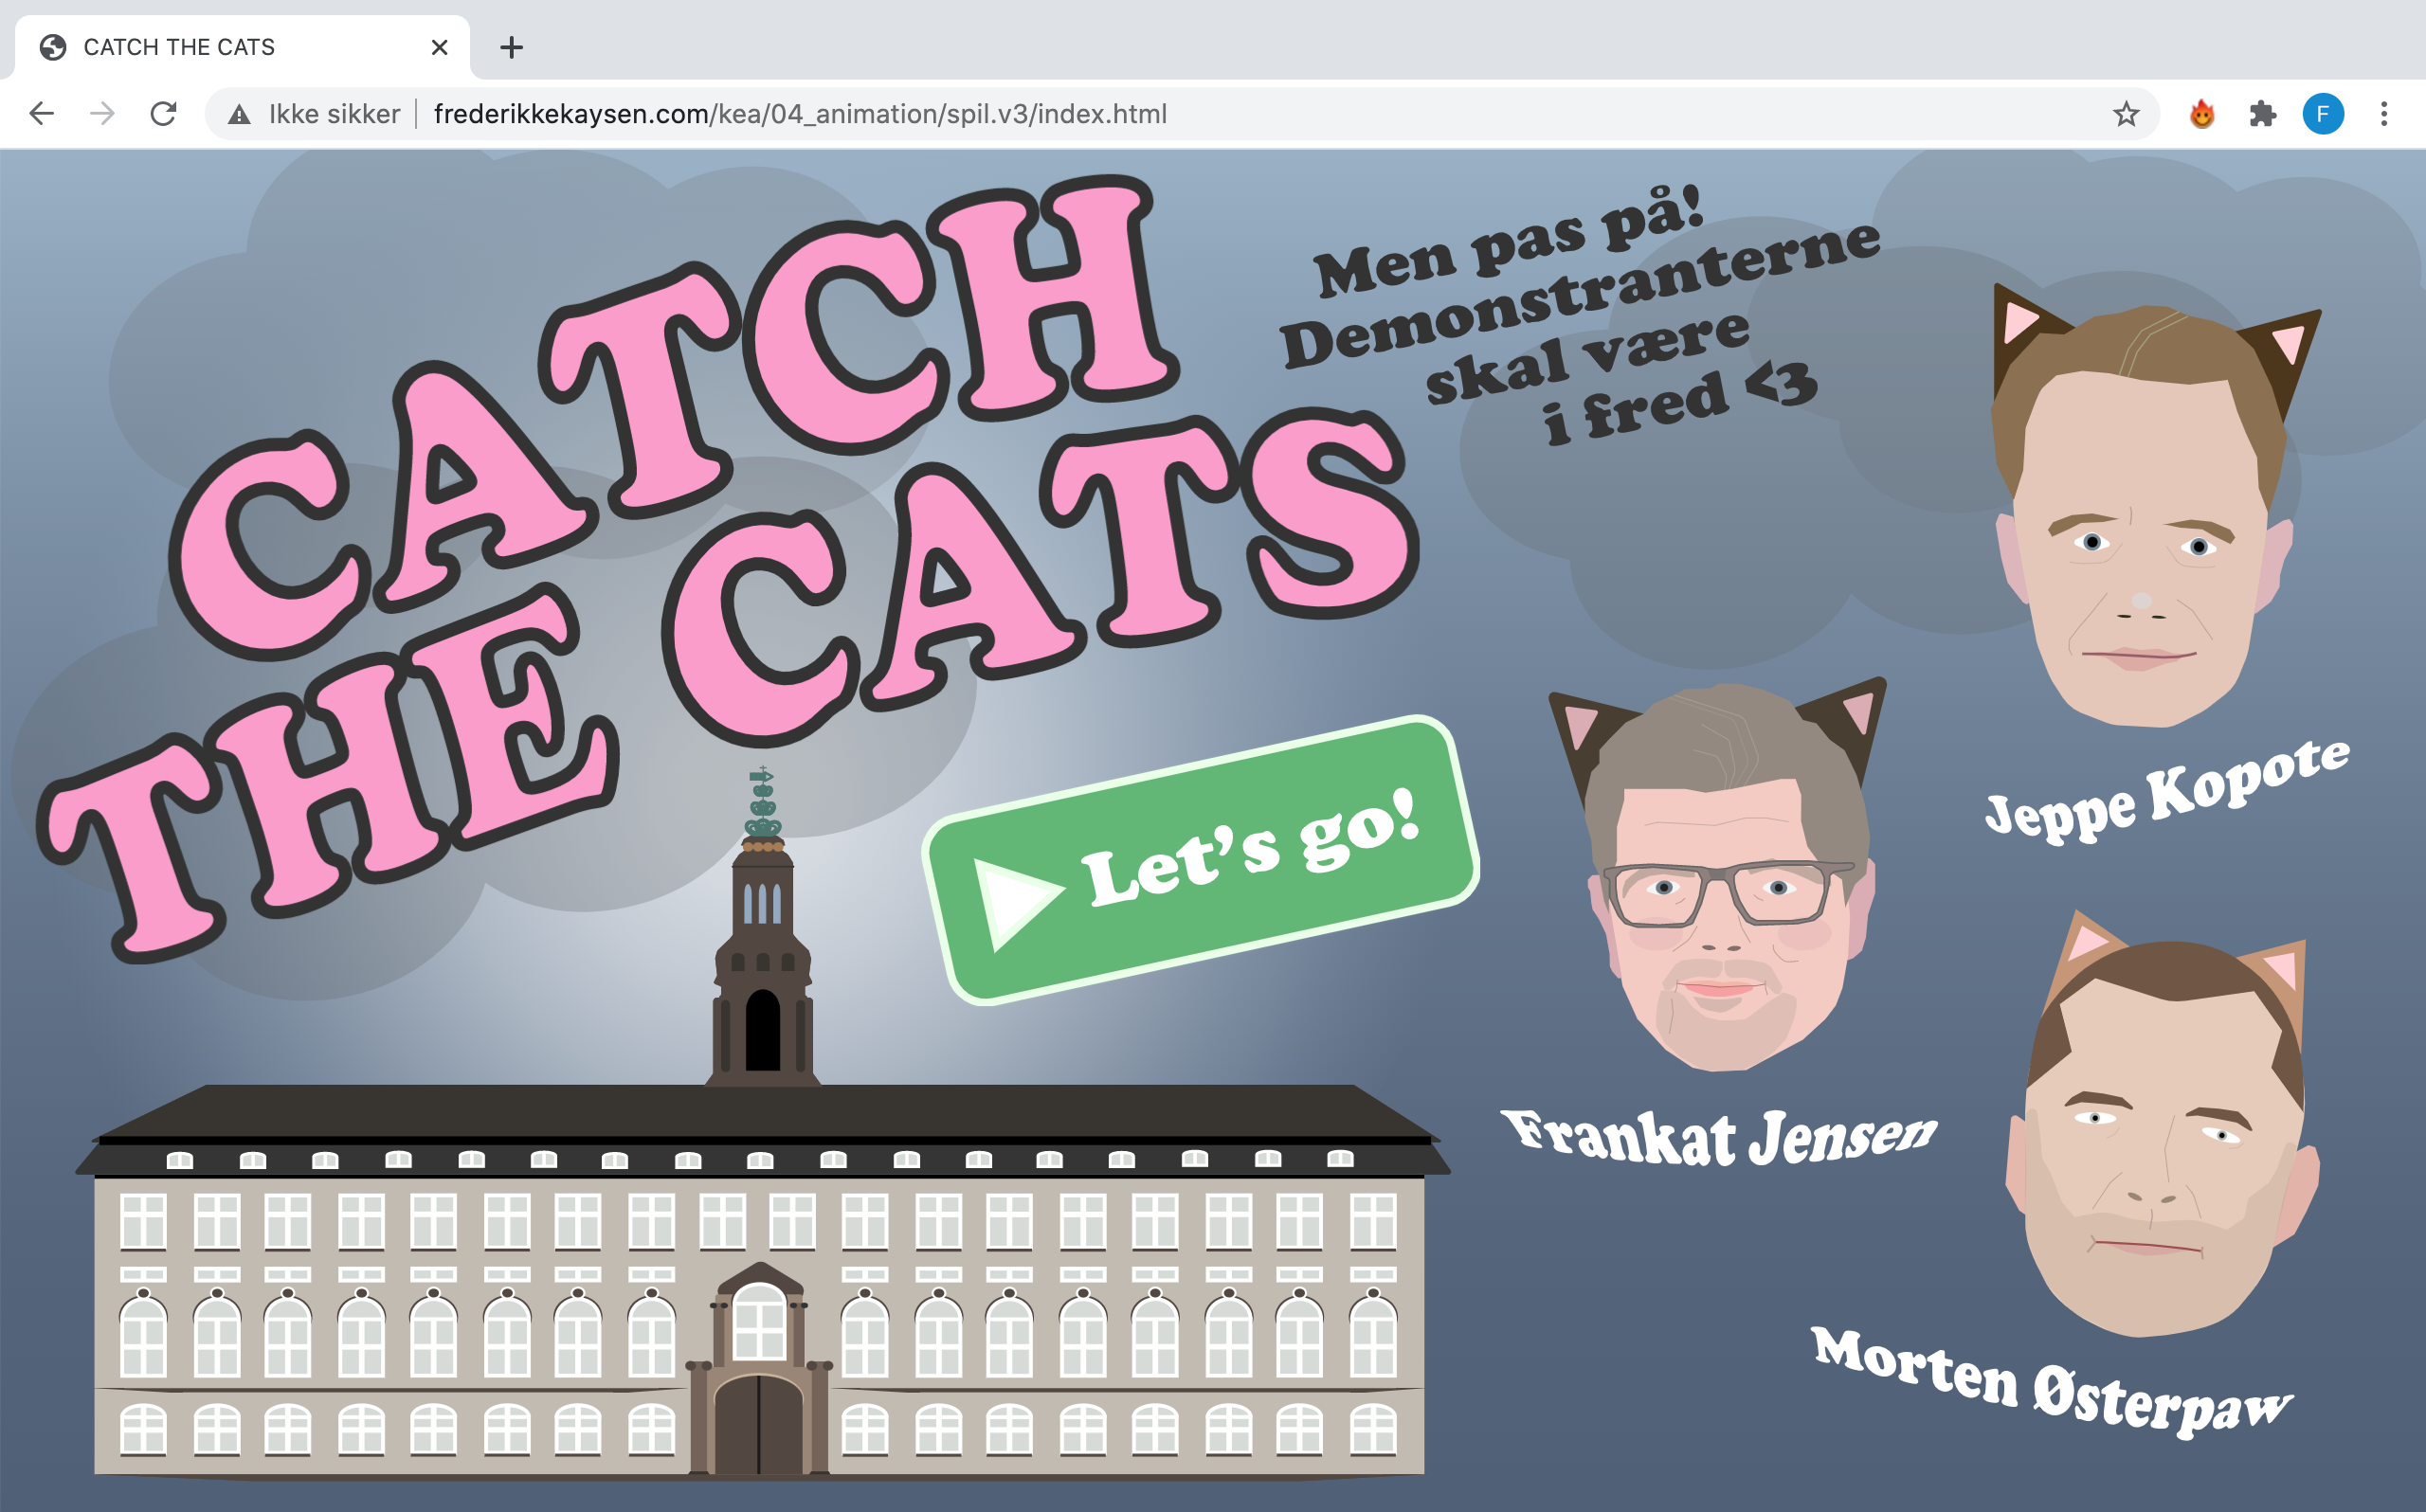 CATCH THE CATS
Ikke sikker
frederikkekaysen.com/kea/04_animation/spil.v3/index.html
F
CATCH
THE CATS
Men pas på!
Demonstranterne
skal være
i fred <3
Let's go!
Jeppe Kopote
Frankat Jensen
Morten Østerpaw